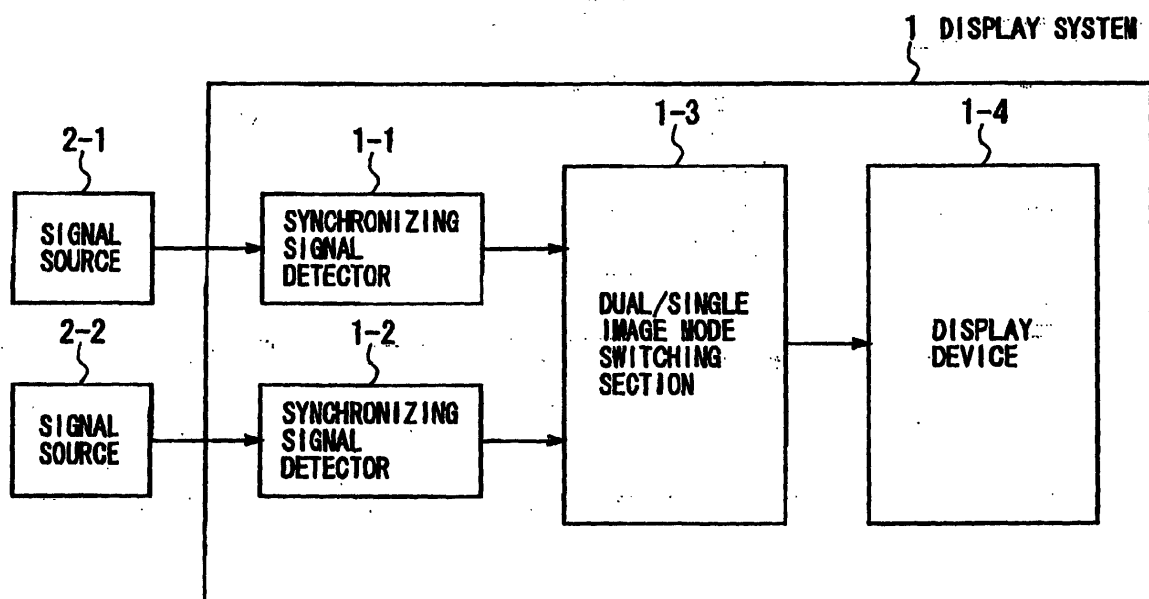 1 DISPLAY SYSTEM
1-3
1-4
2-1
1-1
SIGNAL
SOURCE
SYNCHRONIZING
SIGNAL
DETECTOR
DUAL/SINGLE
IMAGE MODE
SWITCHING
SECTION
DISPLAY
DEVICE
2-2
1-2
SIGNAL
SOURCE
SYNCHRONIZING
SIGNAL
DETECTOR